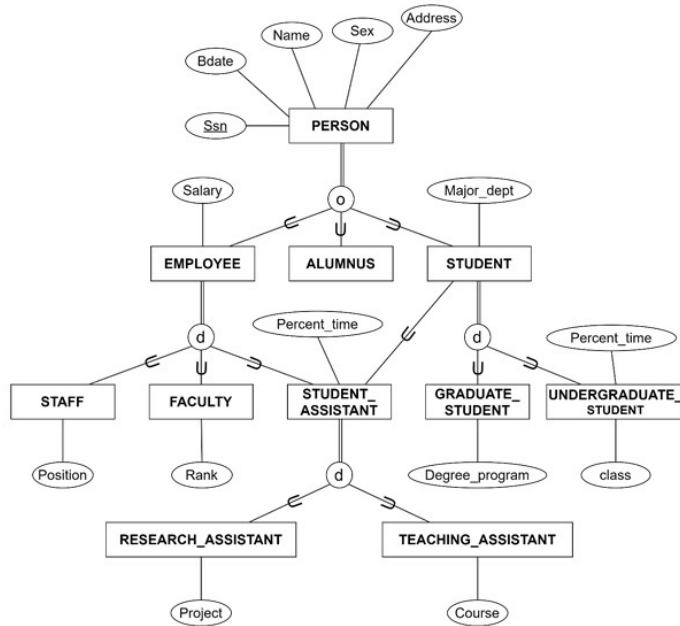 Address
Sex
Name
Bdate
Ssn
PERSON
o
Salary
Major_dept
EMPLOYEE
ALUMNUS
STUDENT
d
Percent_time
d
Percent_time
STAFF
FACULTY
STUDENT_
ASSISTANT
GRADUATE_
STUDENT
UNDERGRADUATE_
STUDENT
Position
Rank
d
Degree_program
class
RESEARCH_ASSISTANT
TEACHING_ASSISTANT
Project
Course